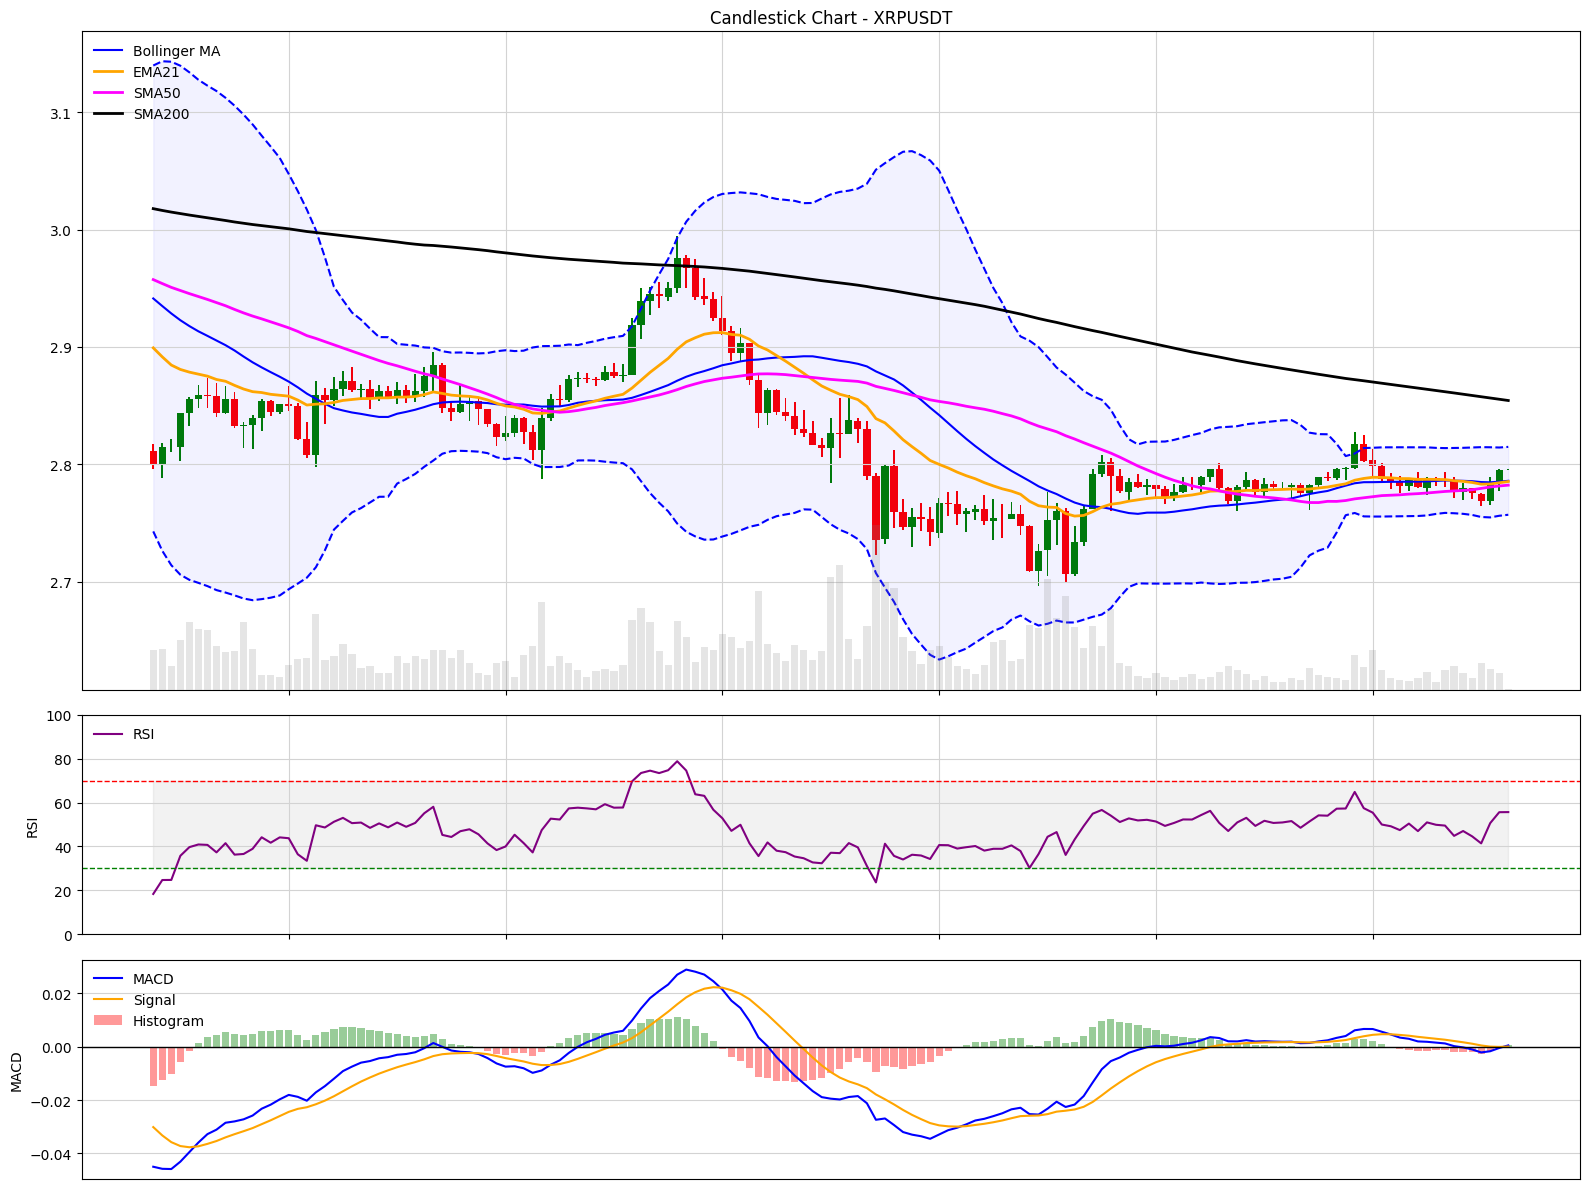 Candlestick Chart - XRPUSDT
Bollinger MA
EMA21
SMA50
SMA200
3.1
3.0
2.9
2.8
2.7
RSI
100
80
60
40
20
0
RSI
MACD
Signal
Histogram
0.02
0.00
−0.02
−0.04
MACD